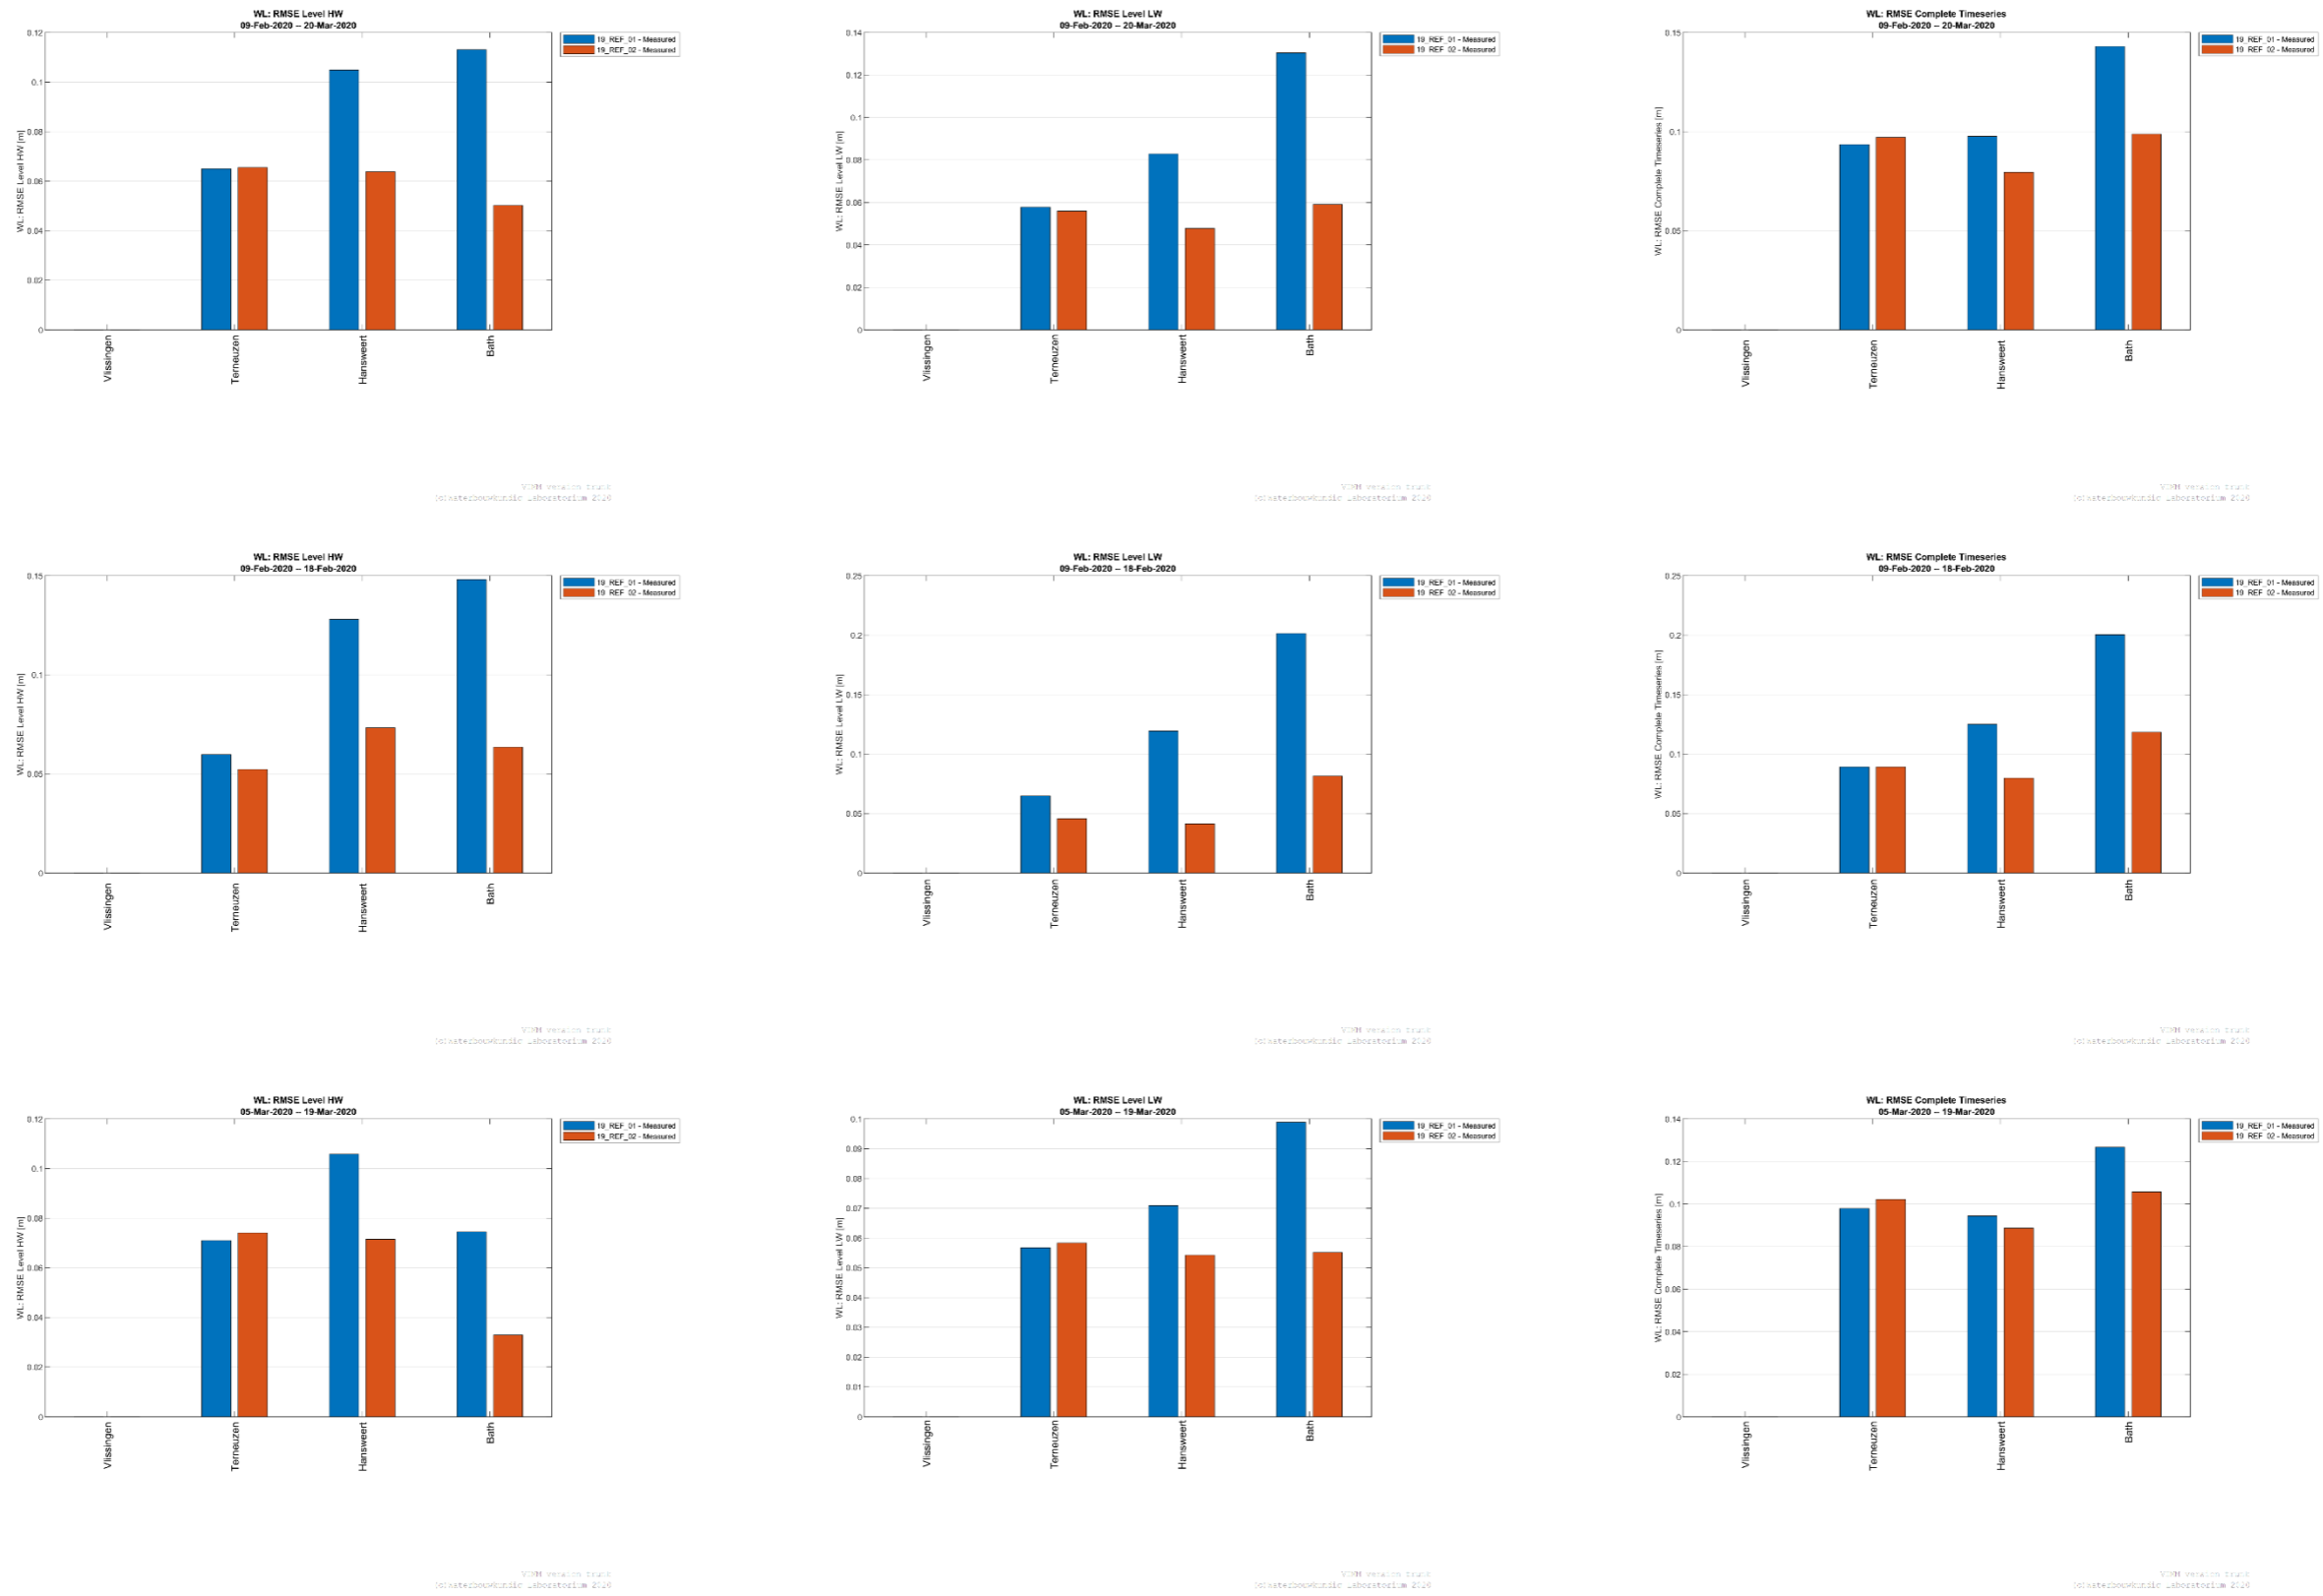 WL: RMSE Level HW
09-Feb-2020 -- 20-Mar-2020
0.12
0.1
0.08
0.06
0.04
0.02
0
WL: RMSE Level HW [m]
Vlissingen
Terneuzen
Hansweert
Bath
19_REF_01 - Measured
19_REF_02 - Measured
WL: RMSE Level LW
09-Feb-2020 -- 20-Mar-2020
0.14
0.12
0.1
0.08
0.06
0.04
0.02
0
WL: RMSE Level LW [m]
Vlissingen
Terneuzen
Hansweert
Bath
19_REF_01 - Measured
19_REF_02 - Measured
WL: RMSE Complete Timeseries
09-Feb-2020 -- 20-Mar-2020
0.15
0.1
0.05
0
WL: RMSE Complete Timeseries [m]
Vlissingen
Terneuzen
Hansweert
Bath
19_REF_01 - Measured
19_REF_02 - Measured
WL: RMSE Level HW
09-Feb-2020 -- 18-Feb-2020
0.15
0.1
0.05
0
WL: RMSE Level HW [m]
Vlissingen
Terneuzen
Hansweert
Bath
19_REF_01 - Measured
19_REF_02 - Measured
WL: RMSE Level LW
09-Feb-2020 -- 18-Feb-2020
0.25
0.2
0.15
0.1
0.05
0
WL: RMSE Level LW [m]
Vlissingen
Terneuzen
Hansweert
Bath
19_REF_01 - Measured
19_REF_02 - Measured
WL: RMSE Complete Timeseries
09-Feb-2020 -- 18-Feb-2020
0.25
0.2
0.15
0.1
0.05
0
WL: RMSE Complete Timeseries [m]
Vlissingen
Terneuzen
Hansweert
Bath
19_REF_01 - Measured
19_REF_02 - Measured
WL: RMSE Level HW
05-Mar-2020 -- 19-Mar-2020
0.12
0.1
0.08
0.06
0.04
0.02
0
WL: RMSE Level HW [m]
Vlissingen
Terneuzen
Hansweert
Bath
19_REF_01 - Measured
19_REF_02 - Measured
WL: RMSE Level LW
05-Mar-2020 -- 19-Mar-2020
0.1
0.09
0.08
0.07
0.06
0.05
0.04
0.03
0.02
0.01
0
WL: RMSE Level LW [m]
Vlissingen
Terneuzen
Hansweert
Bath
19_REF_01 - Measured
19_REF_02 - Measured
WL: RMSE Complete Timeseries
05-Mar-2020 -- 19-Mar-2020
0.14
0.12
0.1
0.08
0.06
0.04
0.02
0
WL: RMSE Complete Timeseries [m]
Vlissingen
Terneuzen
Hansweert
Bath
19_REF_01 - Measured
19_REF_02 - Measured